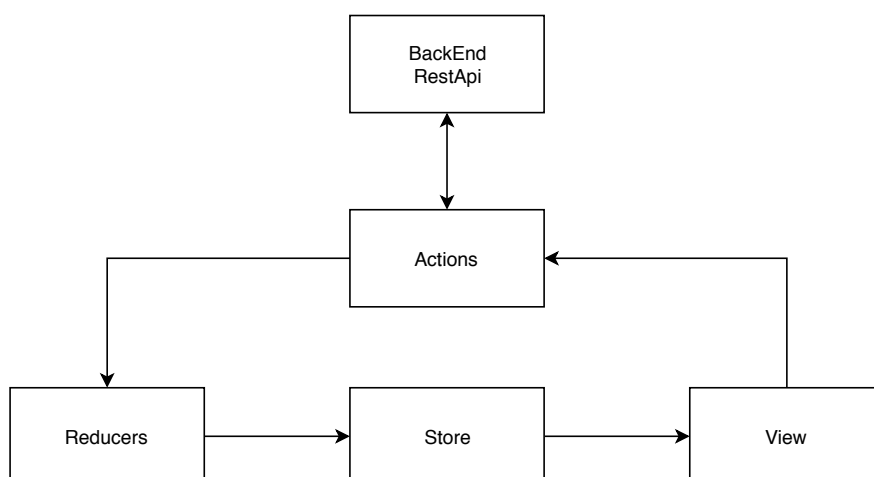 BackEnd
RestApi
Actions
Reducers
Store
View